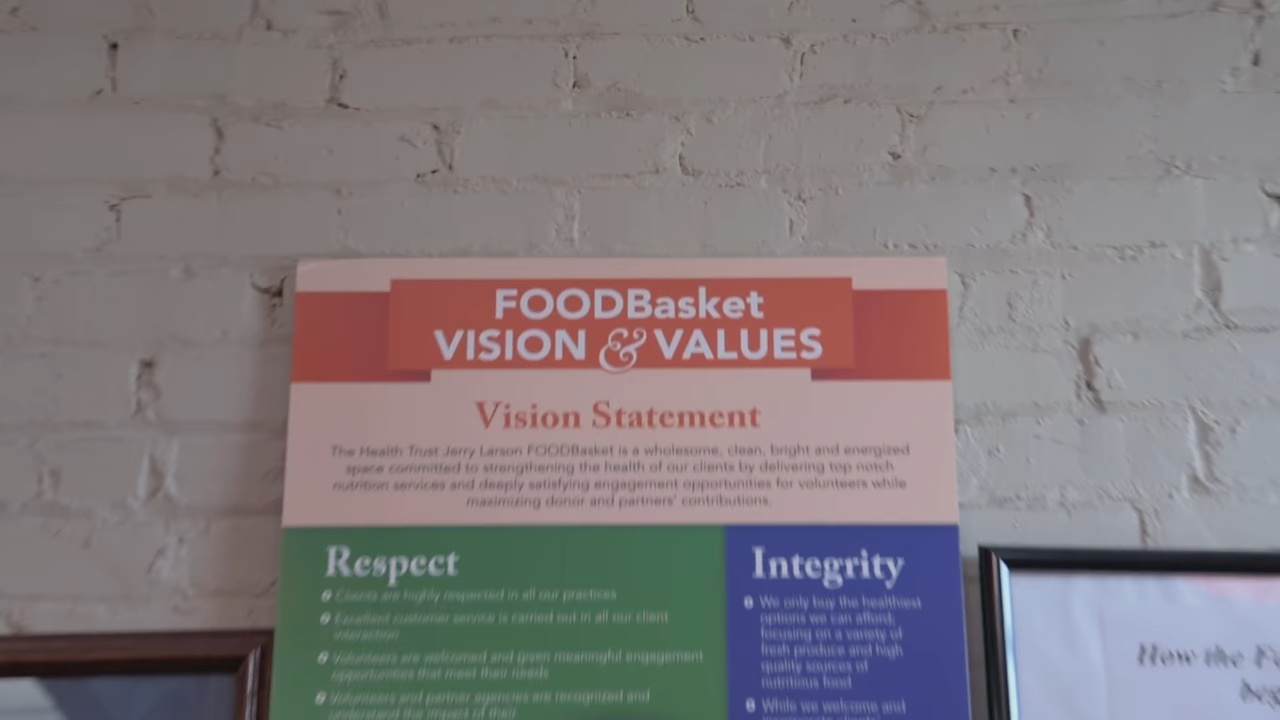 FOODBasket
VISION & VALUES
Vision Statement
The Health Trust Jerry Larson FOODBasket is a wholesome, clean, bright and energized
space committed to strengthening the health of our clients by delivering top notch
nutrition services and deeply satisfying engagement opportunities for volunteers while
maximizing donor and partners' contributions.
Respect
Clients are highly respected in all our practices
Excellent customer service is carried out in all our client
interaction
Volunteers are welcomed and given meaningful engagement
opportunities that meet their needs
Volunteers and partner agencies are recognized and
understand the impact of their
Integrity
We only buy the healthiest
options we can afford;
focusing on a variety of
fresh produce and high
quality sources of
nutritious food
While we welcome and
How the